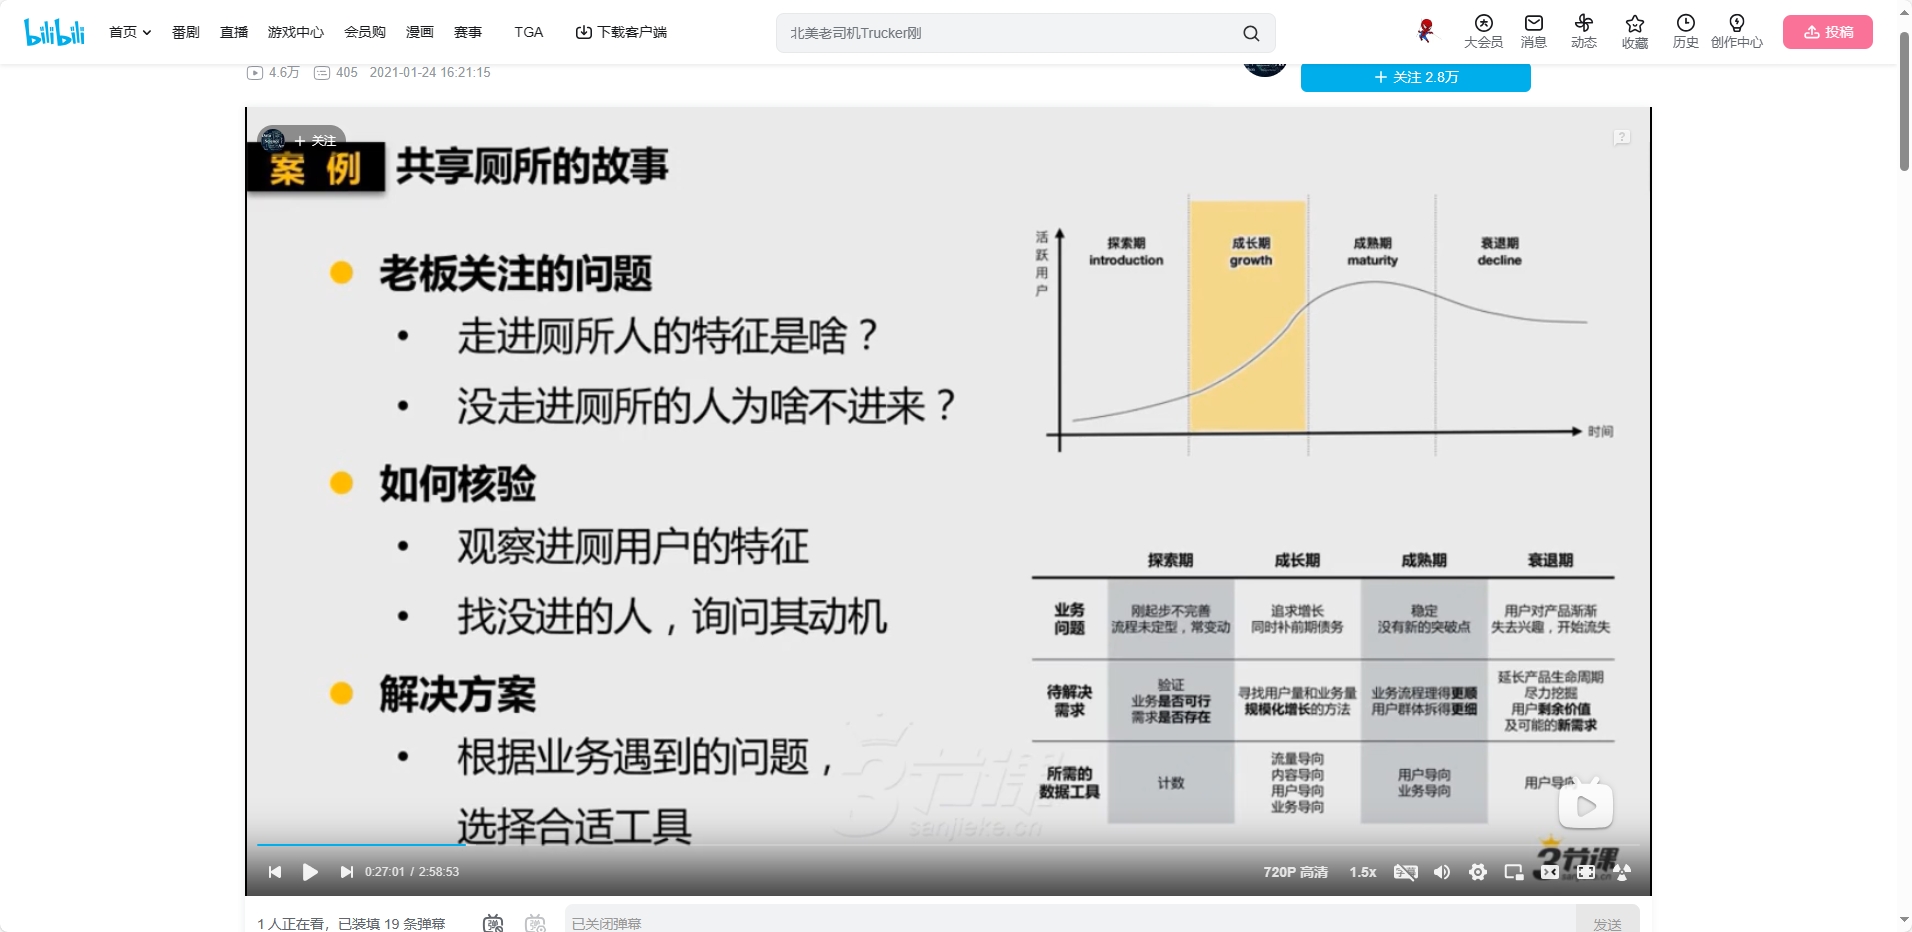 bilibili
首页
番剧
直播
游戏中心
会员购
漫画
赛事
TGA
下载客户端
北美老司机Trucker刚
大会员
消息
动态
收藏
历史
创作中心
投稿
4.6万
405
2021-01-24 16:21:15
+ 关注 2.8万
+ 关注
案 例
共享厕所的故事
老板关注的问题
• 走进厕所人的特征是啥？
• 没走进厕所的人为啥不进来？
如何核验
• 观察进厕用户的特征
• 找没进的人，询问其动机
解决方案
• 根据业务遇到的问题，
选择合适工具
活跃用户
探索期
introduction
成长期
growth
成熟期
maturity
衰退期
decline
时间
探索期 成长期 成熟期 衰退期
业务
问题
刚起步不完善
流程未定型，常变动
追求增长
同时补前期债务
稳定
没有新的突破点
用户对产品渐渐
失去兴趣，开始流失
待解决
需求
验证
业务是否可行
需求是否存在
寻找用户量和业务量
规模化增长的方法
业务流程理得更顺
用户群体拆得更细
延长产品生命周期
尽力挖掘
用户剩余价值
及可能的新需求
所需的
数据工具
计数
流量导向
内容导向
用户导向
业务导向
用户导向
业务导向
用户导向
3节课
sanjieke.cn
3节课
0:27:01 / 2:58:53
720P 高清
1.5x
1 人正在看，已装填 19 条弹幕
已关闭弹幕
发送